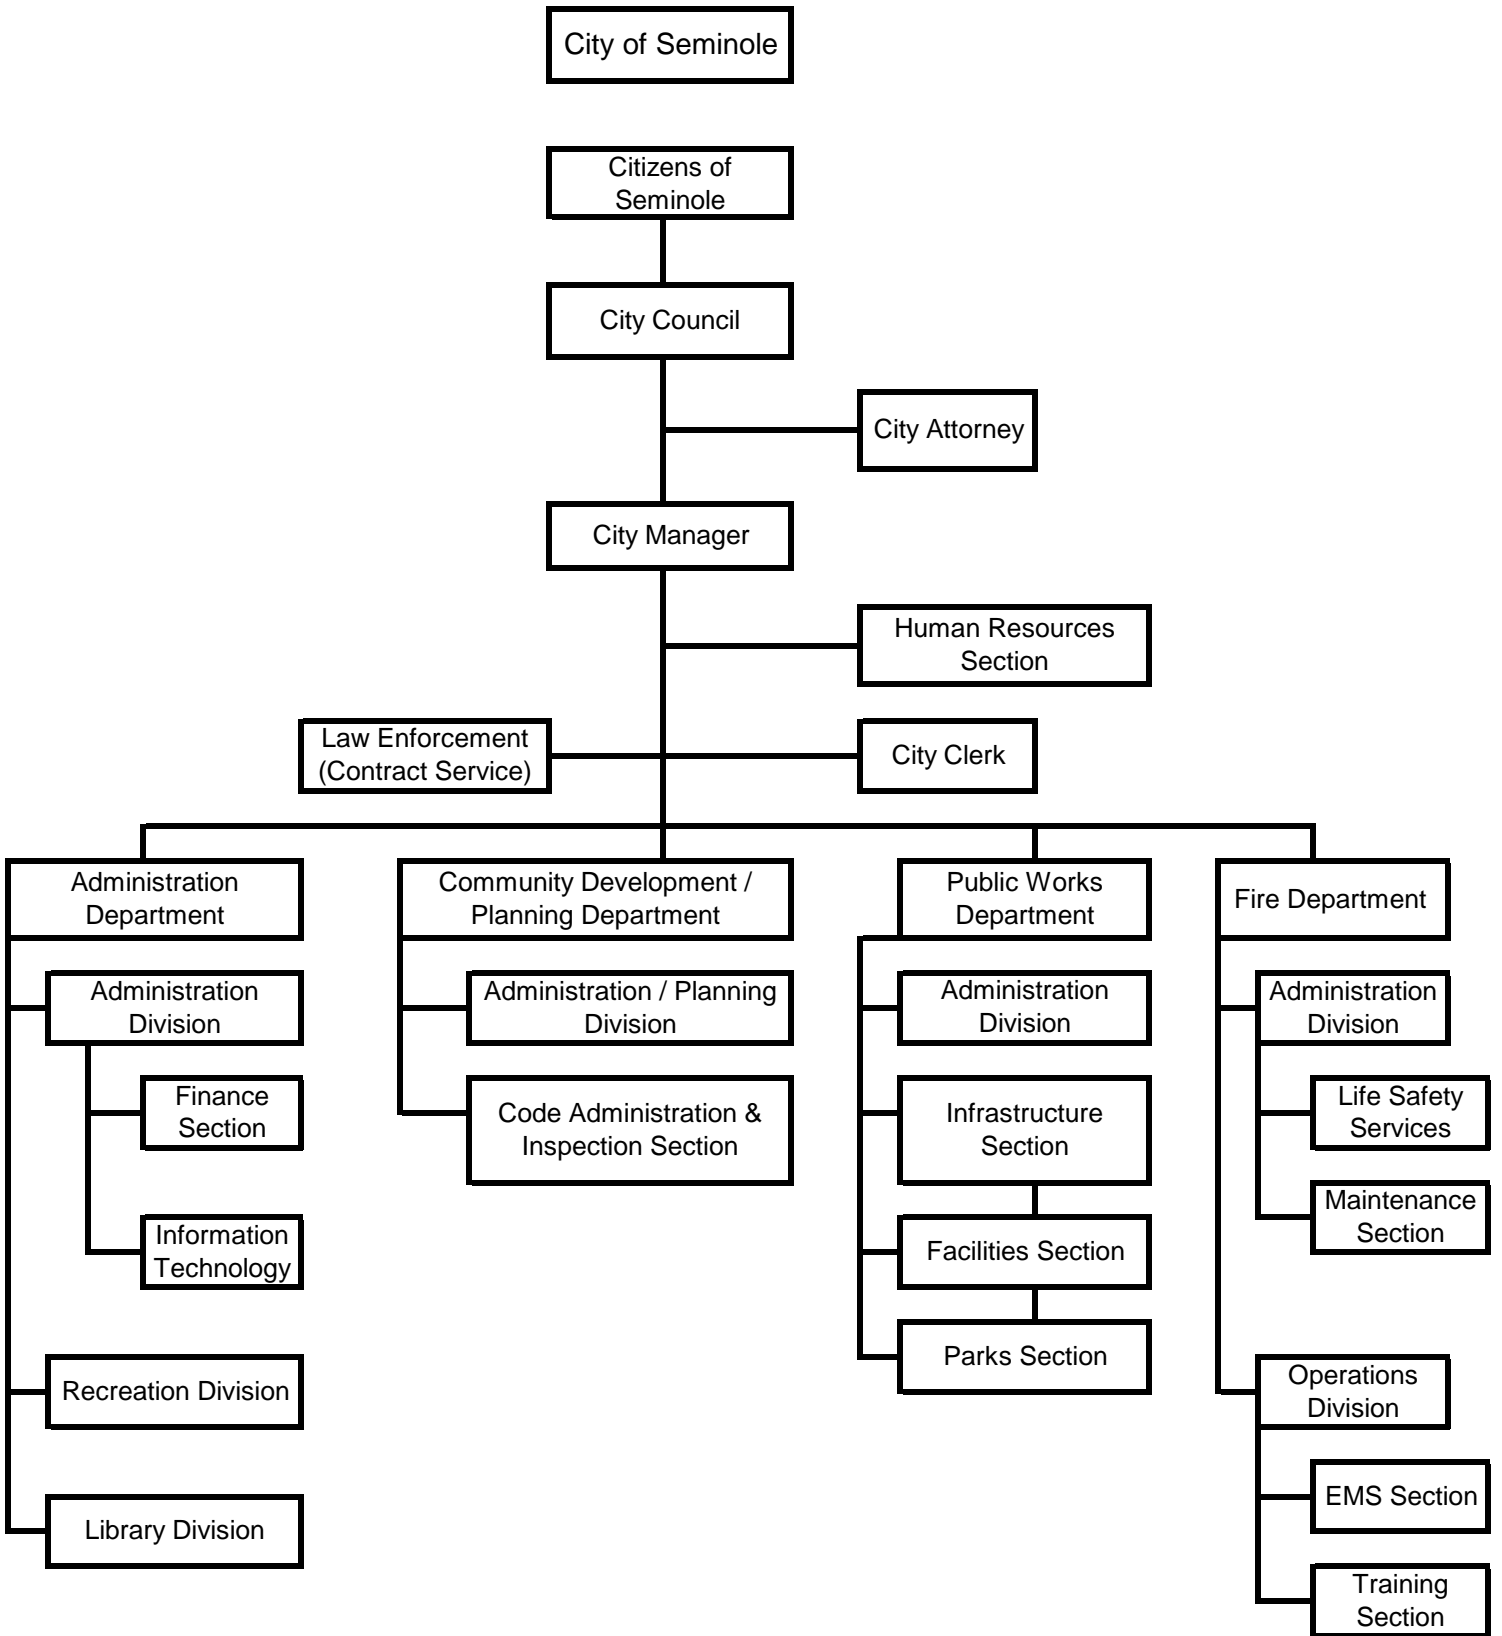 City of Seminole
Citizens of
Seminole
City Council
City Attorney
City Manager
Human Resources
Section
Law Enforcement
(Contract Service)
City Clerk
Administration
Department
Community Development /
Planning Department
Public Works
Department
Fire Department
Administration
Division
Administration / Planning
Division
Administration
Division
Administration
Division
Finance
Section
Code Administration &
Inspection Section
Infrastructure
Section
Life Safety
Services
Information
Technology
Facilities Section
Maintenance
Section
Recreation Division
Parks Section
Operations
Division
Library Division
EMS Section
Training
Section